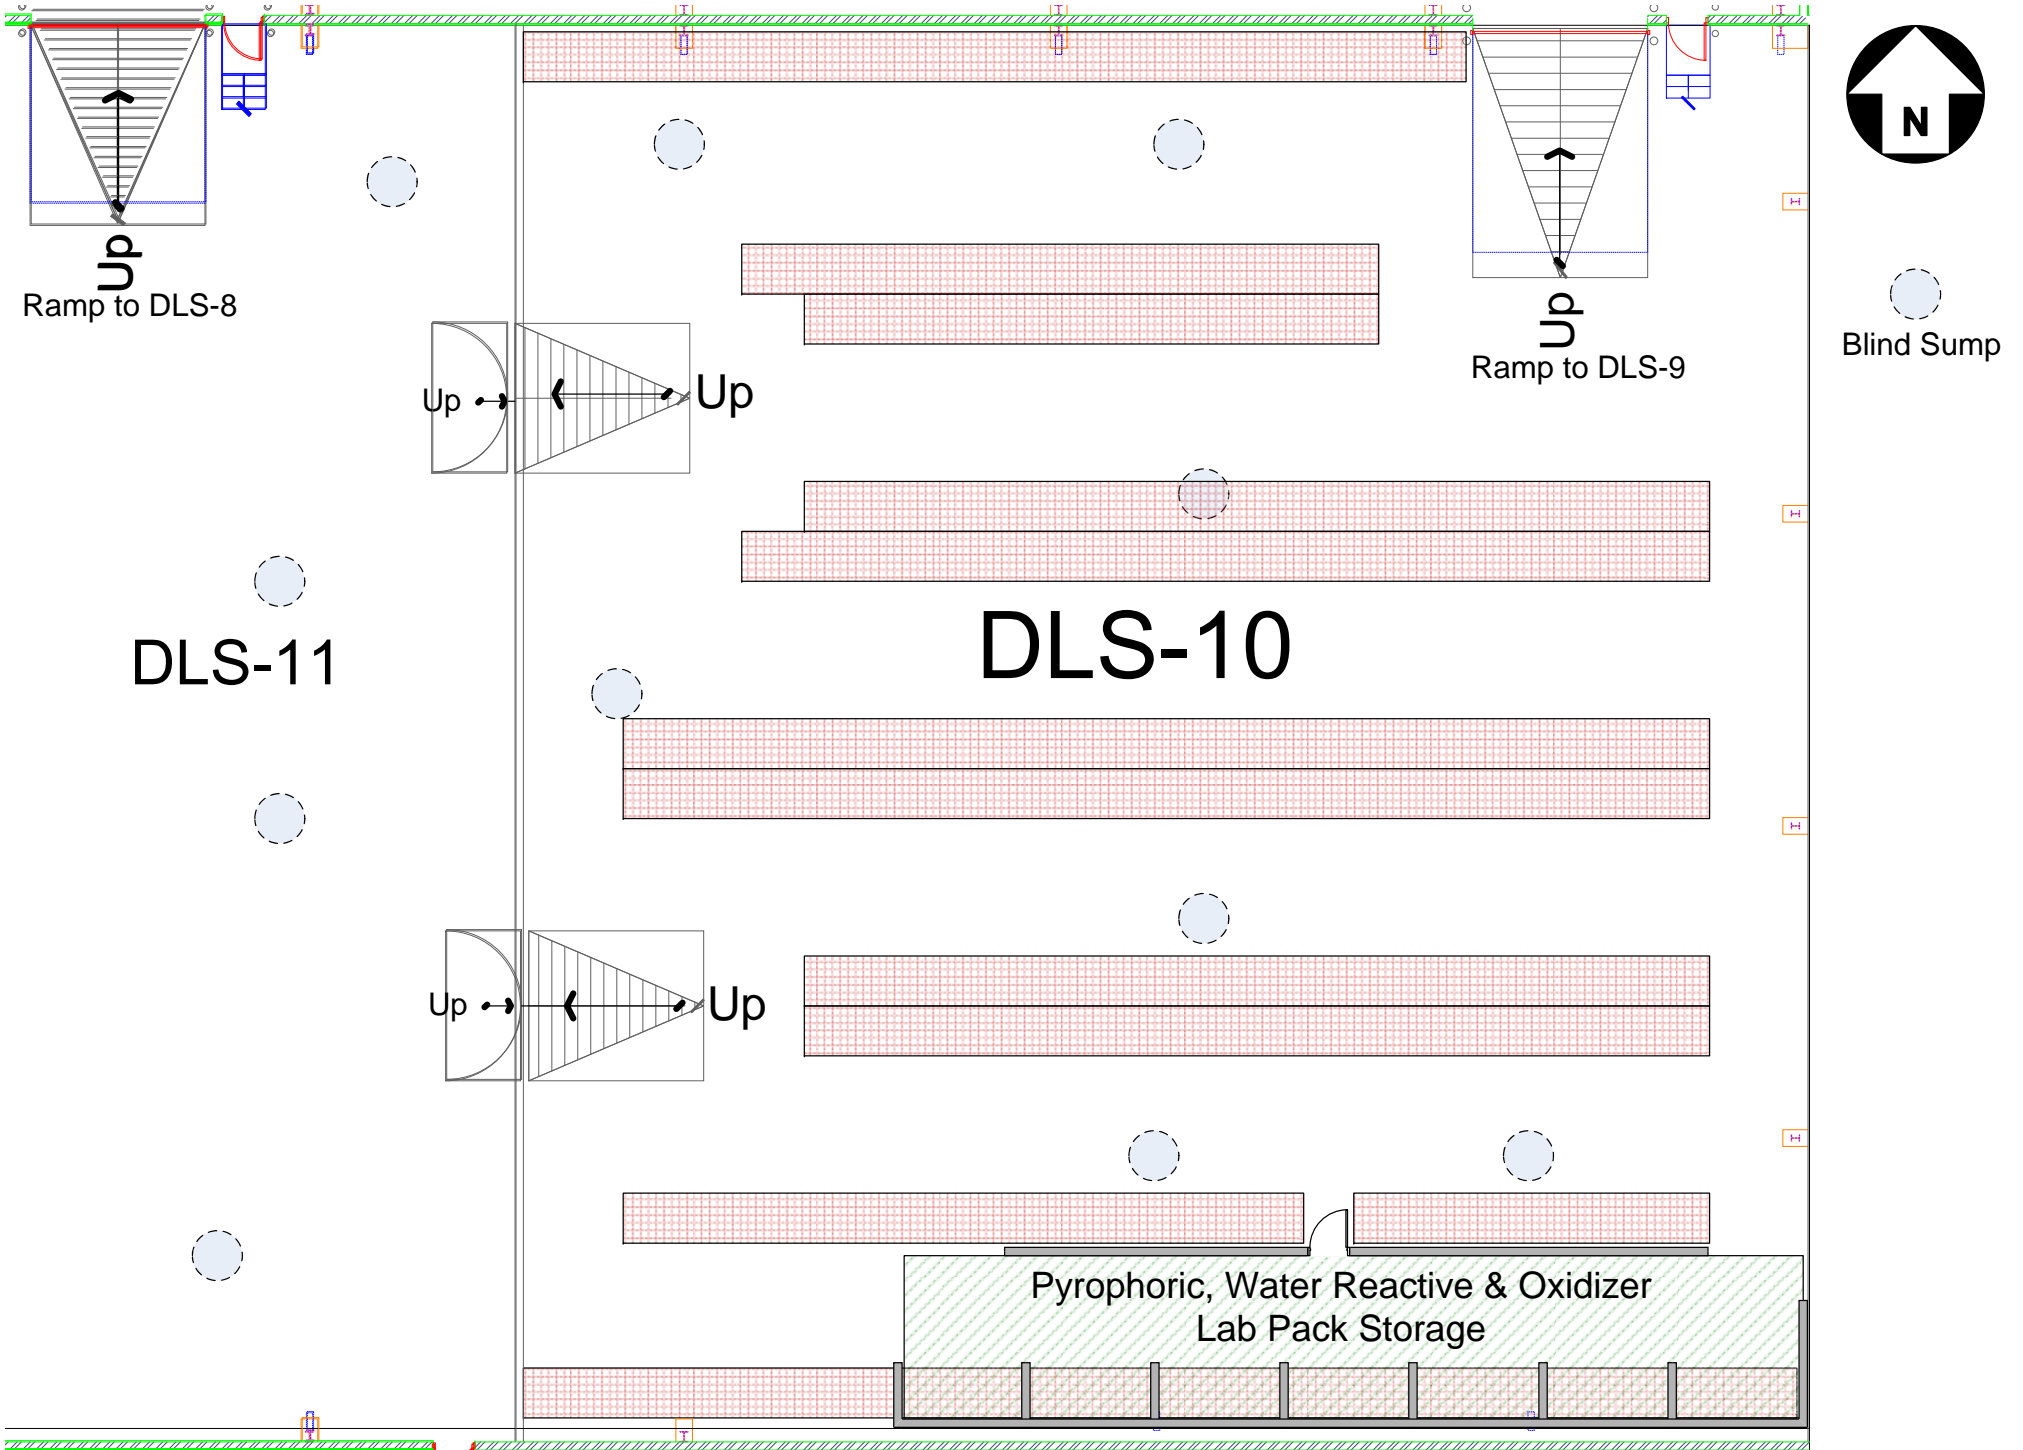 N
Up
Ramp to DLS-8
Up
Ramp to DLS-9
Blind Sump
Up
Up
DLS-10
DLS-11
Up
Up
Pyrophoric, Water Reactive & Oxidizer
Lab Pack Storage